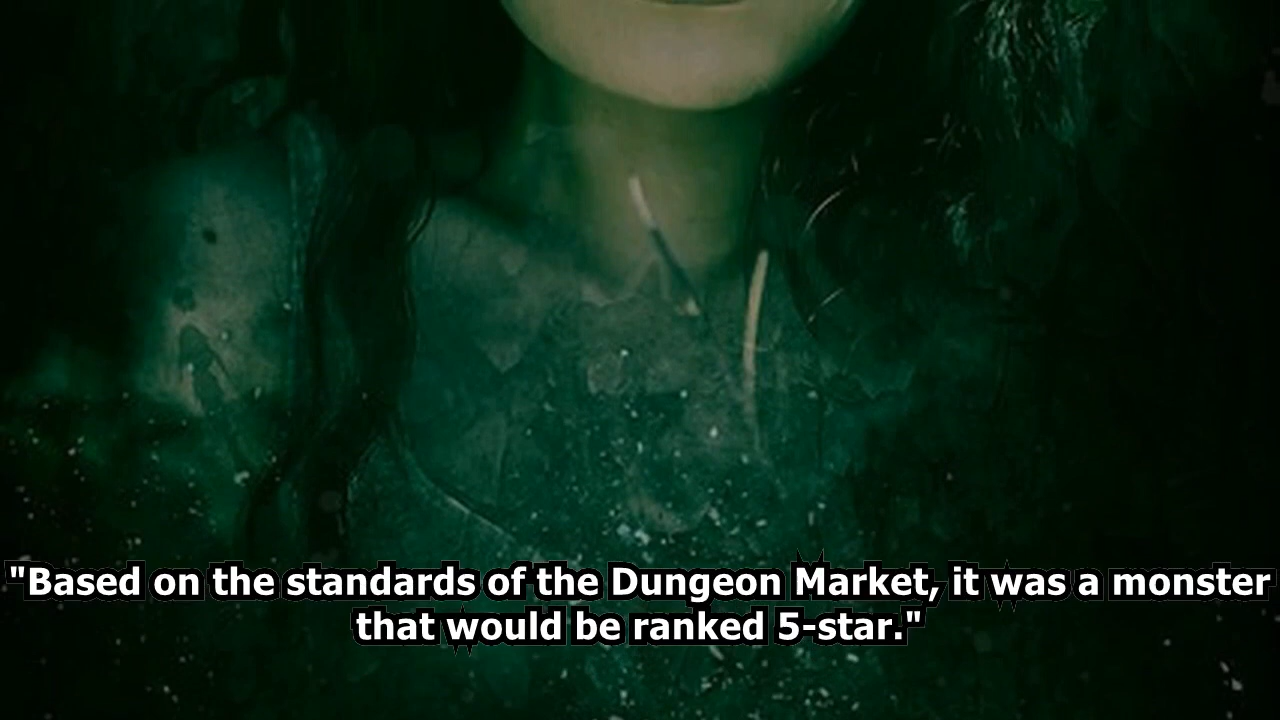 "Based on the standards of the Dungeon Market, it was a monster
that would be ranked 5-star."